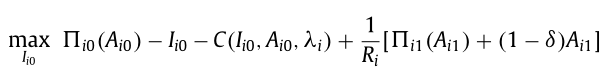 max_{I_{i0}} Π_{i0}(A_{i0}) − I_{i0} − C(I_{i0}, A_{i0}, λ_i) + \frac{1}{R_i}[Π_{i1}(A_{i1}) + (1 − δ)A_{i1}]